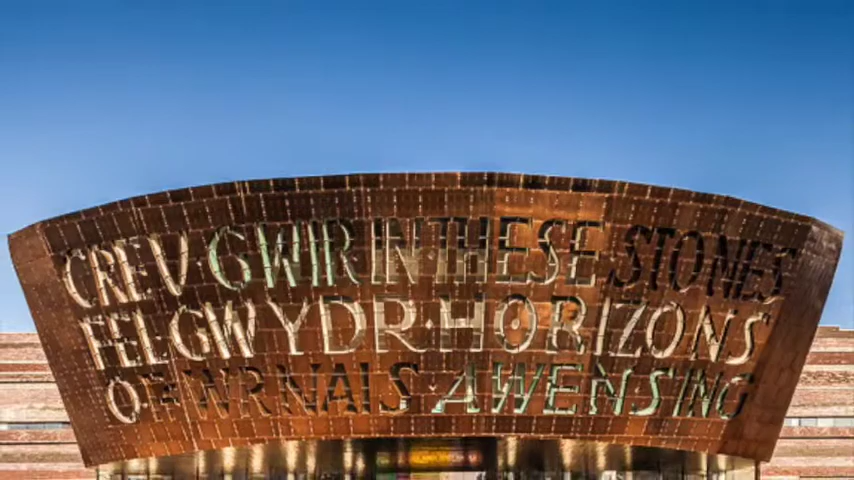 CREU GWIR IN THESE STONES
FEL GWYDR HORIZONS
O FFWRNAIS AWEN SING